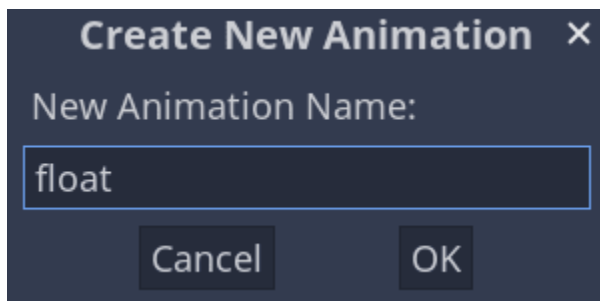 Create New Animation ×
New Animation Name:
float
Cancel OK